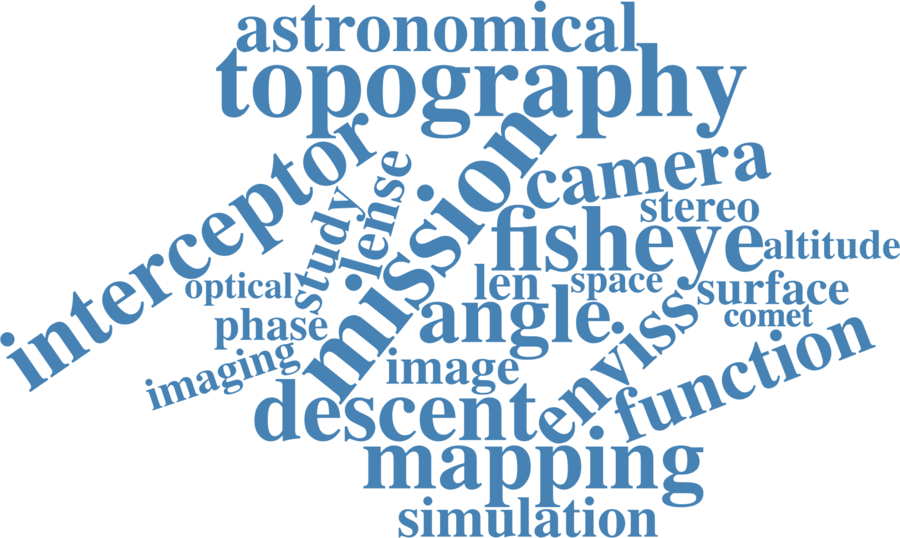 astronomical
topography
interceptor
mission
camera
study
lense
stereo
fisheye
altitude
optical
len
space
surface
phase
angle
comet
imaging
image
enviss
function
descent
mapping
simulation